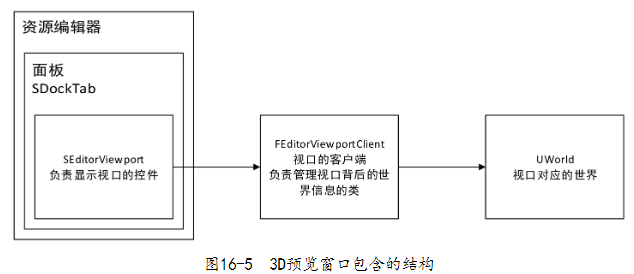 资源编辑器
面板
SDockTab
SEditorViewport
负责显示视口的控件
FEditorViewportClient
视口的客户端
负责管理视口背后的世
界信息的类
UWorld
视口对应的世界
图16-5 3D预览窗口包含的结构